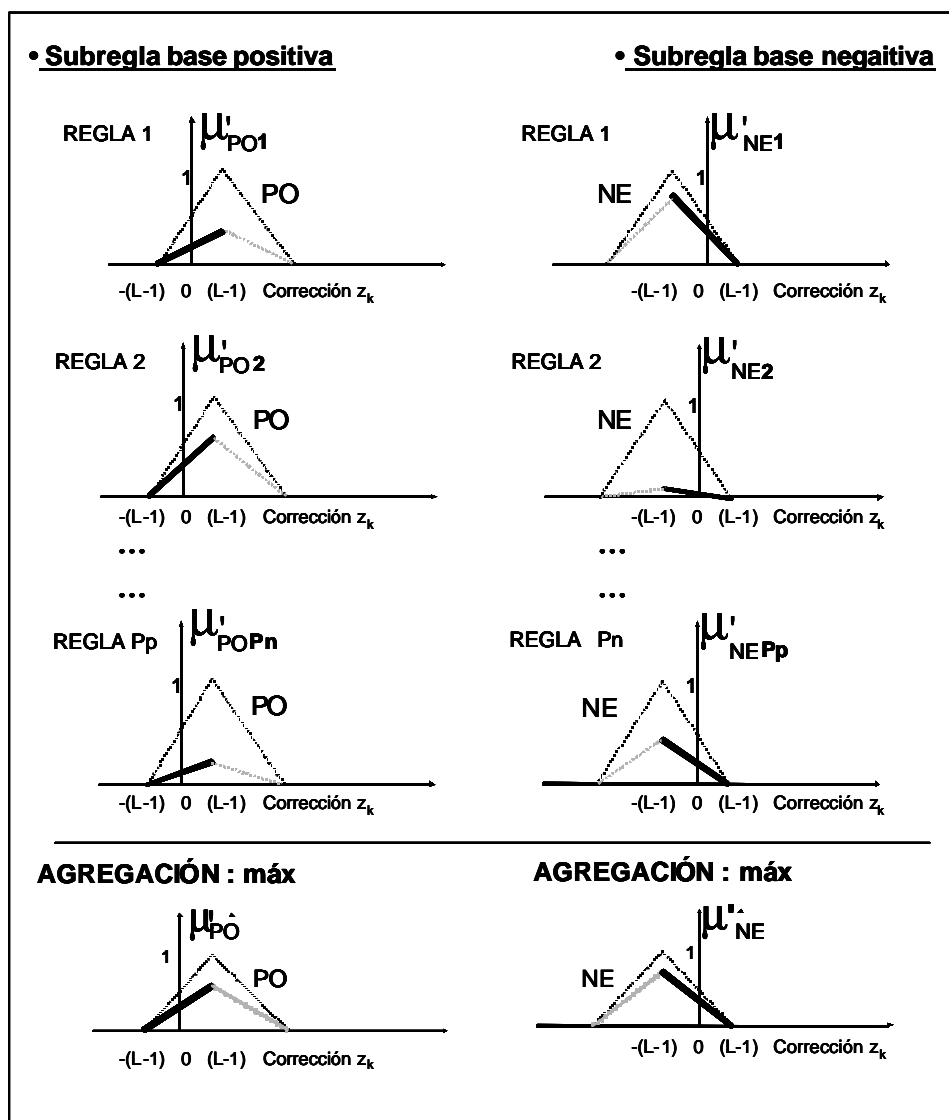 • Subregla base positiva
• Subregla base negaitiva
REGLA 1
μ'PO1
1
PO
-(L-1) 0 (L-1) Corrección zk
REGLA 1
μ'NE1
1
NE
-(L-1) 0 (L-1) Corrección zk
REGLA 2
μ'PO2
1
PO
-(L-1) 0 (L-1) Corrección zk
...
...
REGLA 2
μ'NE2
1
NE
-(L-1) 0 (L-1) Corrección zk
...
...
REGLA Pp
μ'POPn
1
PO
-(L-1) 0 (L-1) Corrección zk
REGLA Pn
μ'NEPp
1
NE
-(L-1) 0 (L-1) Corrección zk
AGREGACIÓN : máx
μ'PO
1
PO
-(L-1) 0 (L-1) Corrección zk
AGREGACIÓN : máx
μ'NE
1
NE
-(L-1) 0 (L-1) Corrección zk